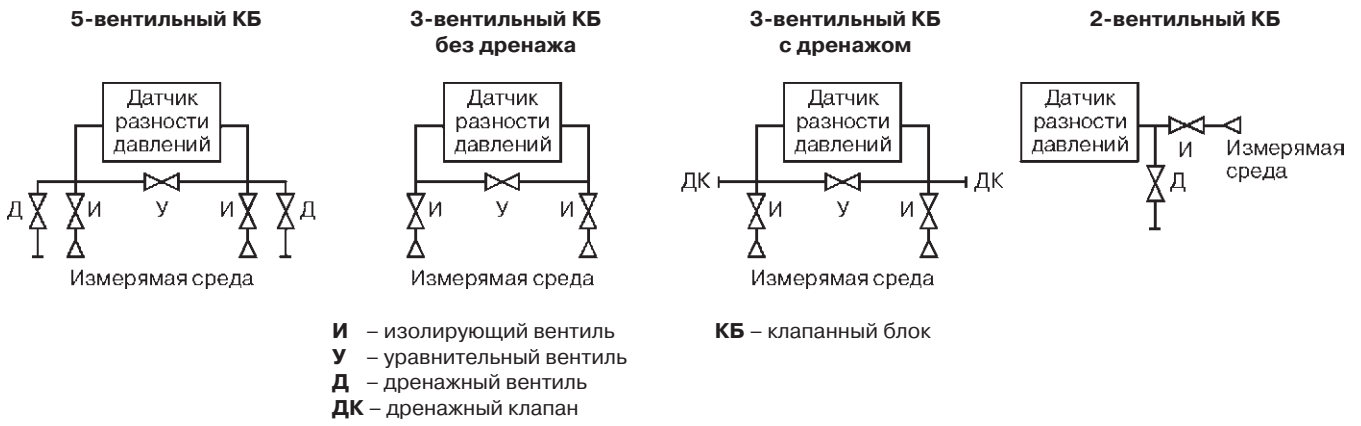 5-вентильный КБ
3-вентильный КБ
без дренажа
3-вентильный КБ
с дренажом
2-вентильный КБ
Датчик
разности
давлений
Д
И
У
И
Д
Измерямая среда
Датчик
разности
давлений
И
У
И
Измерямая среда
Датчик
разности
давлений
ДК
ДК
И
У
И
Измерямая среда
Датчик
разности
давлений
И
Измерямая
среда
Д
И – изолирующий вентиль
У – уравнительный вентиль
Д – дренажный вентиль
ДК – дренажный клапан
КБ – клапанный блок